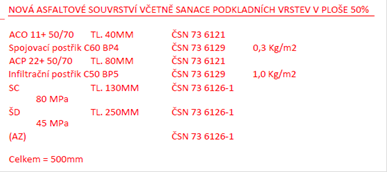 NOVÁ ASFALTOVÉ SOUVRSTVÍ VČETNĚ SANACE PODKLADNÍCH VRSTEV V PLOŠE 50%
ACO 11+ 50/70 TL. 40MM ČSN 73 6121
Spojovací postřik C60 BP4 ČSN 73 6129 0,3 Kg/m2
ACP 22+ 50/70 TL. 80MM ČSN 73 6121
Infiltrační postřik C50 BP5 ČSN 73 6129 1,0 Kg/m2
SC TL. 130MM ČSN 73 6126-1
80 MPa
ŠD TL. 250MM ČSN 73 6126-1
45 MPa
(AZ) ČSN 73 6126-1
Celkem = 500mm